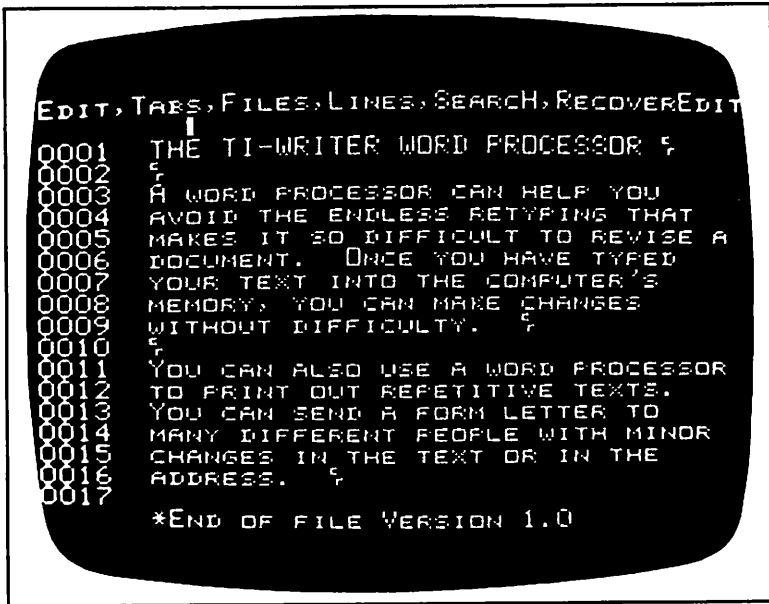 Edit,Tabs,Files,Lines,Search,RecoverEdit
0001 THE TI-WRITER WORD PROCESSOR ␍
0002 ␍
0003 A word processor can help you
0004 avoid the endless retyping that
0005 makes it so difficult to revise a
0006 document.  Once you have typed
0007 your text into the computer's
0008 memory, you can make changes
0009 without difficulty.  ␍
0010 ␍
0011 You can also use a word processor
0012 to print out repetitive texts.
0013 You can send a form letter to
0014 many different people with minor
0015 changes in the text or in the
0016 address.  ␍
0017
*End of file Version 1.0